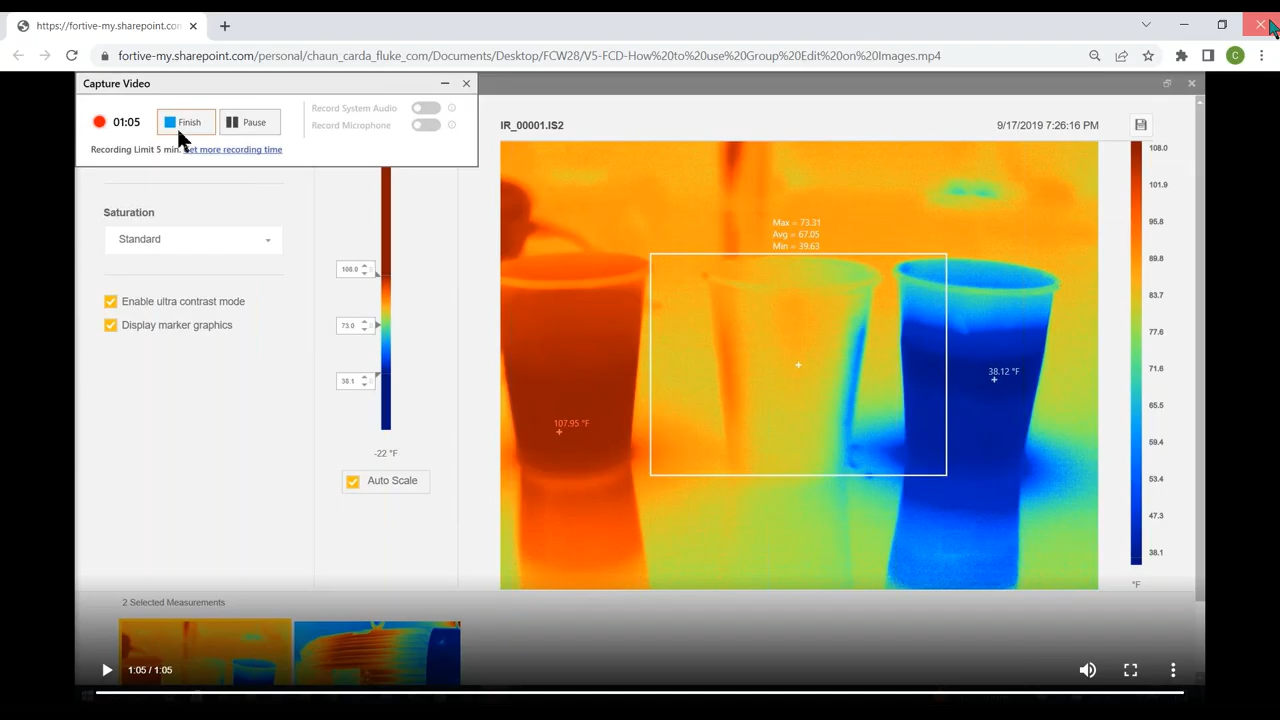 https://fortive-my.sharepoint.com
fortive-my.sharepoint.com/personal/chaun_carda_fluke_com/Documents/Desktop/FCW28/V5-FCD-How%20to%20use%20Group%20Edit%20on%20Images.mp4
C
Capture Video
01:05
Finish
Pause
Record System Audio
Record Microphone
Recording Limit 5 min. Get more recording time
IR_00001.IS2
9/17/2019 7:26:16 PM
Saturation
Standard
Enable ultra contrast mode
Display marker graphics
108.0
73.0
38.1
-22 °F
Auto Scale
Max = 73.31
Avg = 67.05
Min = 39.63
107.95 °F
38.12 °F
108.0
101.9
95.8
89.8
83.7
77.6
71.6
65.5
59.4
53.4
47.3
38.1
°F
2 Selected Measurements
1:05 / 1:05